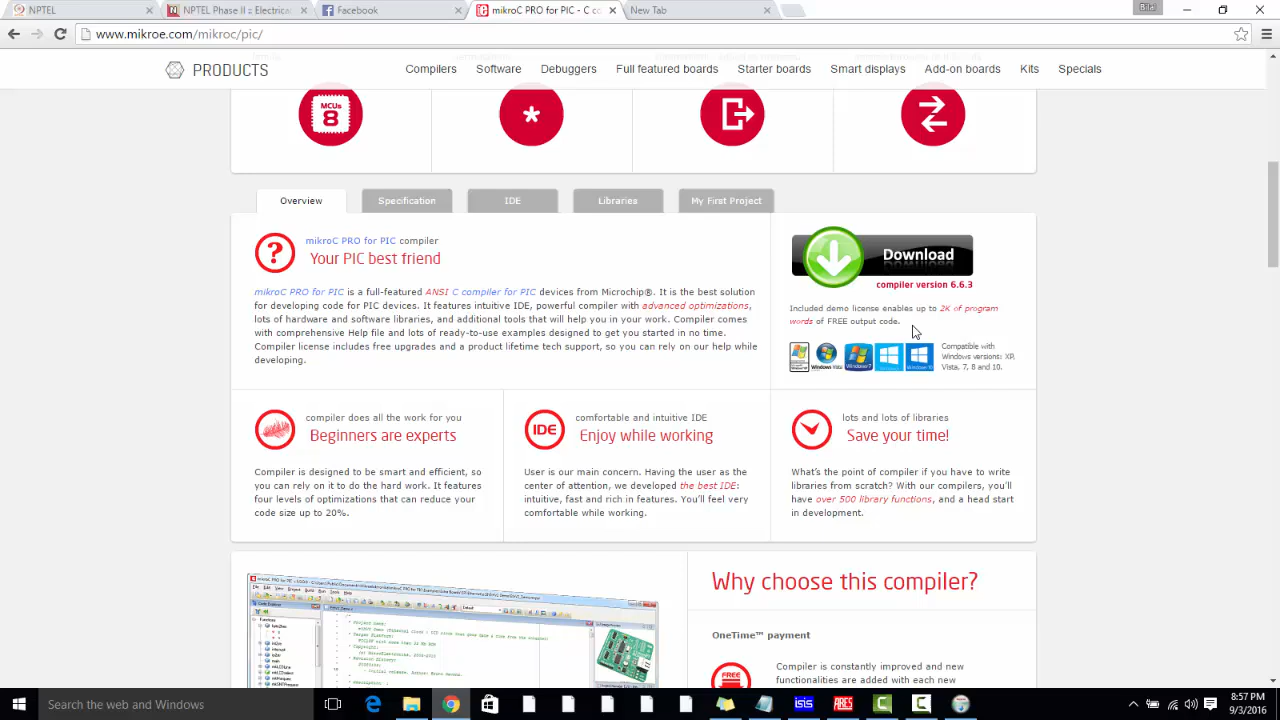 NPTEL
NPTEL Phase II :: Electrica
Facebook
mikroC PRO for PIC - C co
New Tab
www.mikroe.com/mikroc/pic/
PRODUCTS
Compilers
Software
Debuggers
Full featured boards
Starter boards
Smart displays
Add-on boards
Kits
Specials
MCUs
8
Overview
Specification
IDE
Libraries
My First Project
mikroC PRO for PIC compiler
Your PIC best friend
mikroC PRO for PIC is a full-featured ANSI C compiler for PIC devices from Microchip®. It is the best solution
for developing code for PIC devices. It features intuitive IDE, powerful compiler with advanced optimizations,
lots of hardware and software libraries, and additional tools that will help you in your work. Compiler comes
with comprehensive Help file and lots of ready-to-use examples designed to get you started in no time.
Compiler license includes free upgrades and a product lifetime tech support, so you can rely on our help while
developing.
Download
compiler version 6.6.3
Included demo license enables up to 2K of program
words of FREE output code.
Compatible with
Windows versions: XP,
Vista, 7, 8 and 10.
compiler does all the work for you
Beginners are experts
Compiler is designed to be smart and efficient, so
you can rely on it to do the hard work. It features
four levels of optimizations that can reduce your
code size up to 20%.
IDE
comfortable and intuitive IDE
Enjoy while working
User is our main concern. Having the user as the
center of attention, we developed the best IDE:
intuitive, fast and rich in features. You'll feel very
comfortable while working.
lots and lots of libraries
Save your time!
What's the point of compiler if you have to write
libraries from scratch? With our compilers, you'll
have over 500 library functions, and a head start
in development.
Why choose this compiler?
OneTime™ payment
FREE
Compiler is constantly improved and new
functionalities are added with each new
Search the web and Windows
ISIS
ARES
8:57 PM
9/3/2016